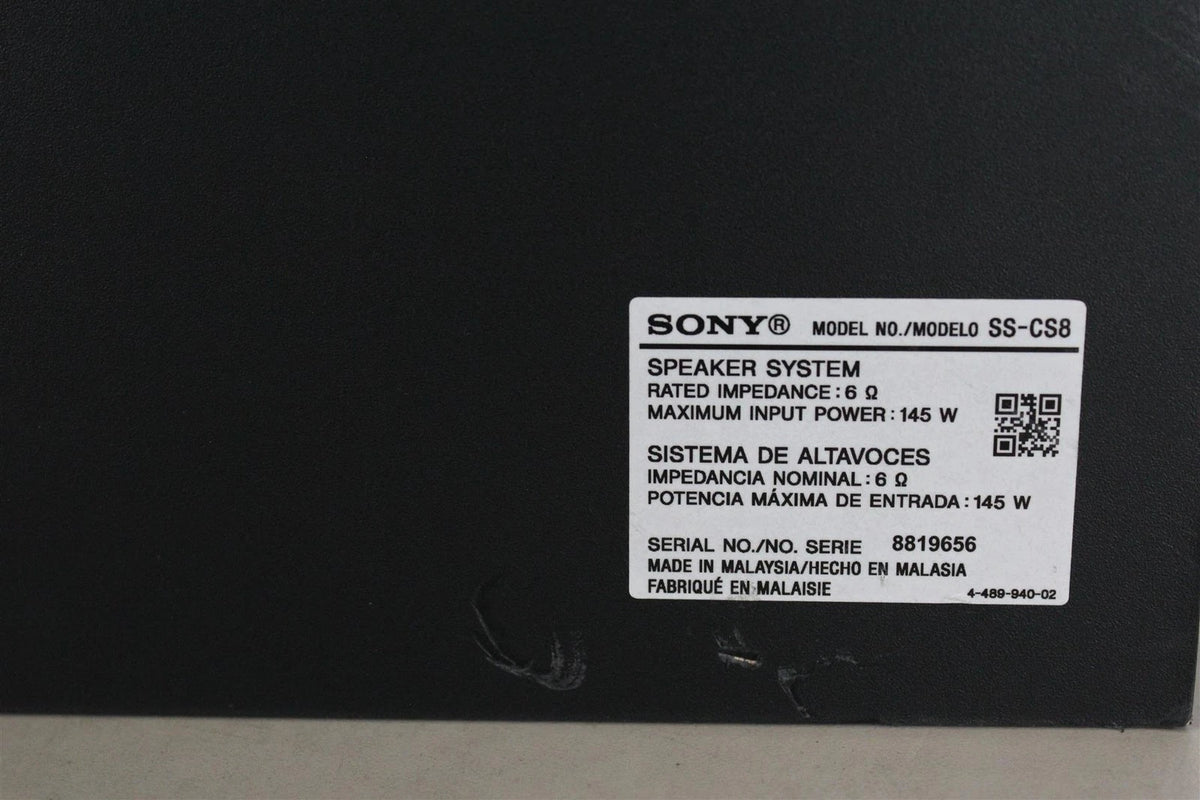 SONY® MODEL NO./MODELO SS-CS8
SPEAKER SYSTEM
RATED IMPEDANCE : 6 Ω
MAXIMUM INPUT POWER : 145 W
SISTEMA DE ALTAVOCES
IMPEDANCIA NOMINAL : 6 Ω
POTENCIA MÁXIMA DE ENTRADA : 145 W
SERIAL NO./NO. SERIE 8819656
MADE IN MALAYSIA/HECHO EN MALASIA
FABRIQUÉ EN MALAISIE 4-489-940-02